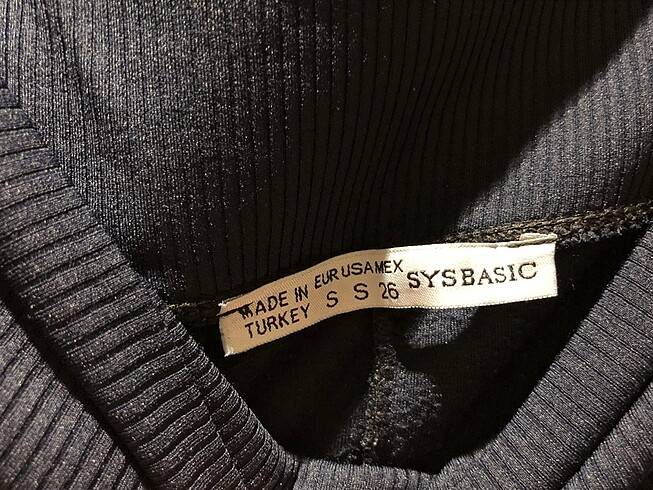 MADE IN TURKEY
EUR USA MEX
S S 26
SYSBASIC